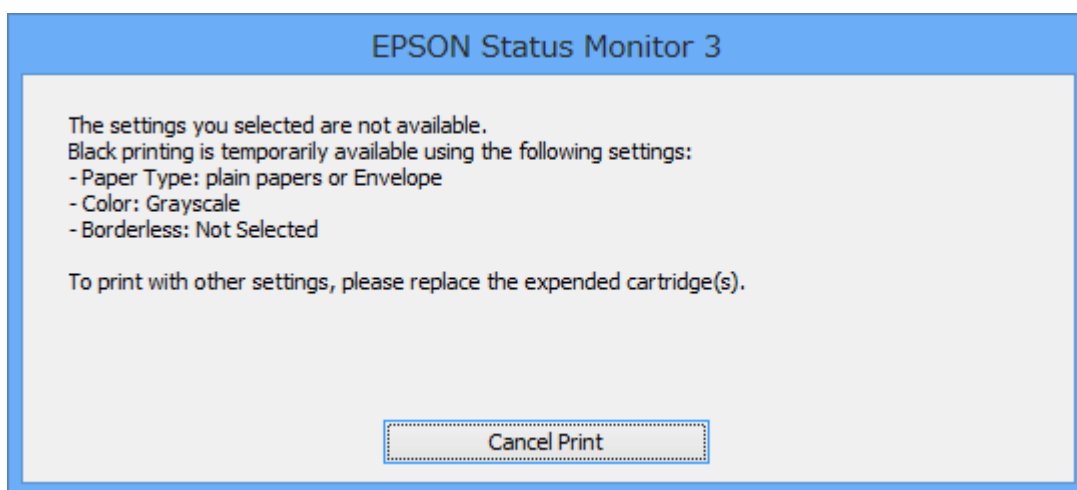 EPSON Status Monitor 3
The settings you selected are not available.
Black printing is temporarily available using the following settings:
- Paper Type: plain papers or Envelope
- Color: Grayscale
- Borderless: Not Selected
To print with other settings, please replace the expended cartridge(s).
Cancel Print